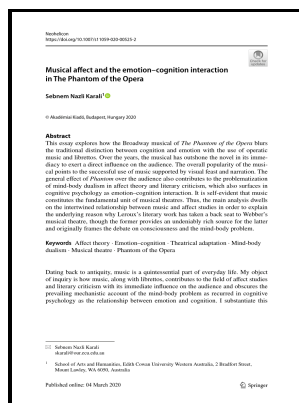 Neohelicon
https://doi.org/10.1007/s11059-020-00525-2
Musical affect and the emotion–cognition interaction
in The Phantom of the Opera
Sebnem Nazli Karali¹
© Akadémiai Kiadó, Budapest, Hungary 2020
Abstract
This essay explores how the Broadway musical of The Phantom of the Opera blurs
the traditional distinction between cognition and emotion with the use of operatic
music and librettos. Over the years, the musical has outshone the novel in its imme-
diacy to exert a direct influence on the audience. The overall popularity of the musi-
cal points to the successful use of music supported by visual feast and narration. The
general effect of Phantom over the audience also contributes to the problematization
of mind-body dualism in affect theory and literary criticism, which also surfaces in
cognitive psychology as emotion–cognition interaction. It is self-evident that music
constitutes the fundamental unit of musical theatres. Thus, the main analysis dwells
on the intertwined relationship between music and affect studies in order to explain
the underlying reason why Leroux's literary work has taken a back seat to Webber's
musical theatre, though the former provides an undeniably rich source for the latter
and originally frames the debate on consciousness and the mind-body problem.
Keywords Affect theory · Emotion–cognition · Theatrical adaptation · Mind-body
dualism · Musical theatre · Phantom of the Opera
Dating back to antiquity, music is a quintessential part of everyday life. My object
of inquiry is how music, along with librettos, contributes to the field of affect studies
and literary criticism with its immediate influence on the audience and obscures the
prevailing mechanistic account of the mind-body problem as recurred in cognitive
psychology as the relationship between emotion and cognition. I substantiate this
Sebnem Nazli Karali
skarali@our.ecu.edu.au
¹ School of Arts and Humanities, Edith Cowan University Western Australia, 2 Bradford Street,
Mount Lawley, WA 6050, Australia
Published online: 04 March 2020
Springer